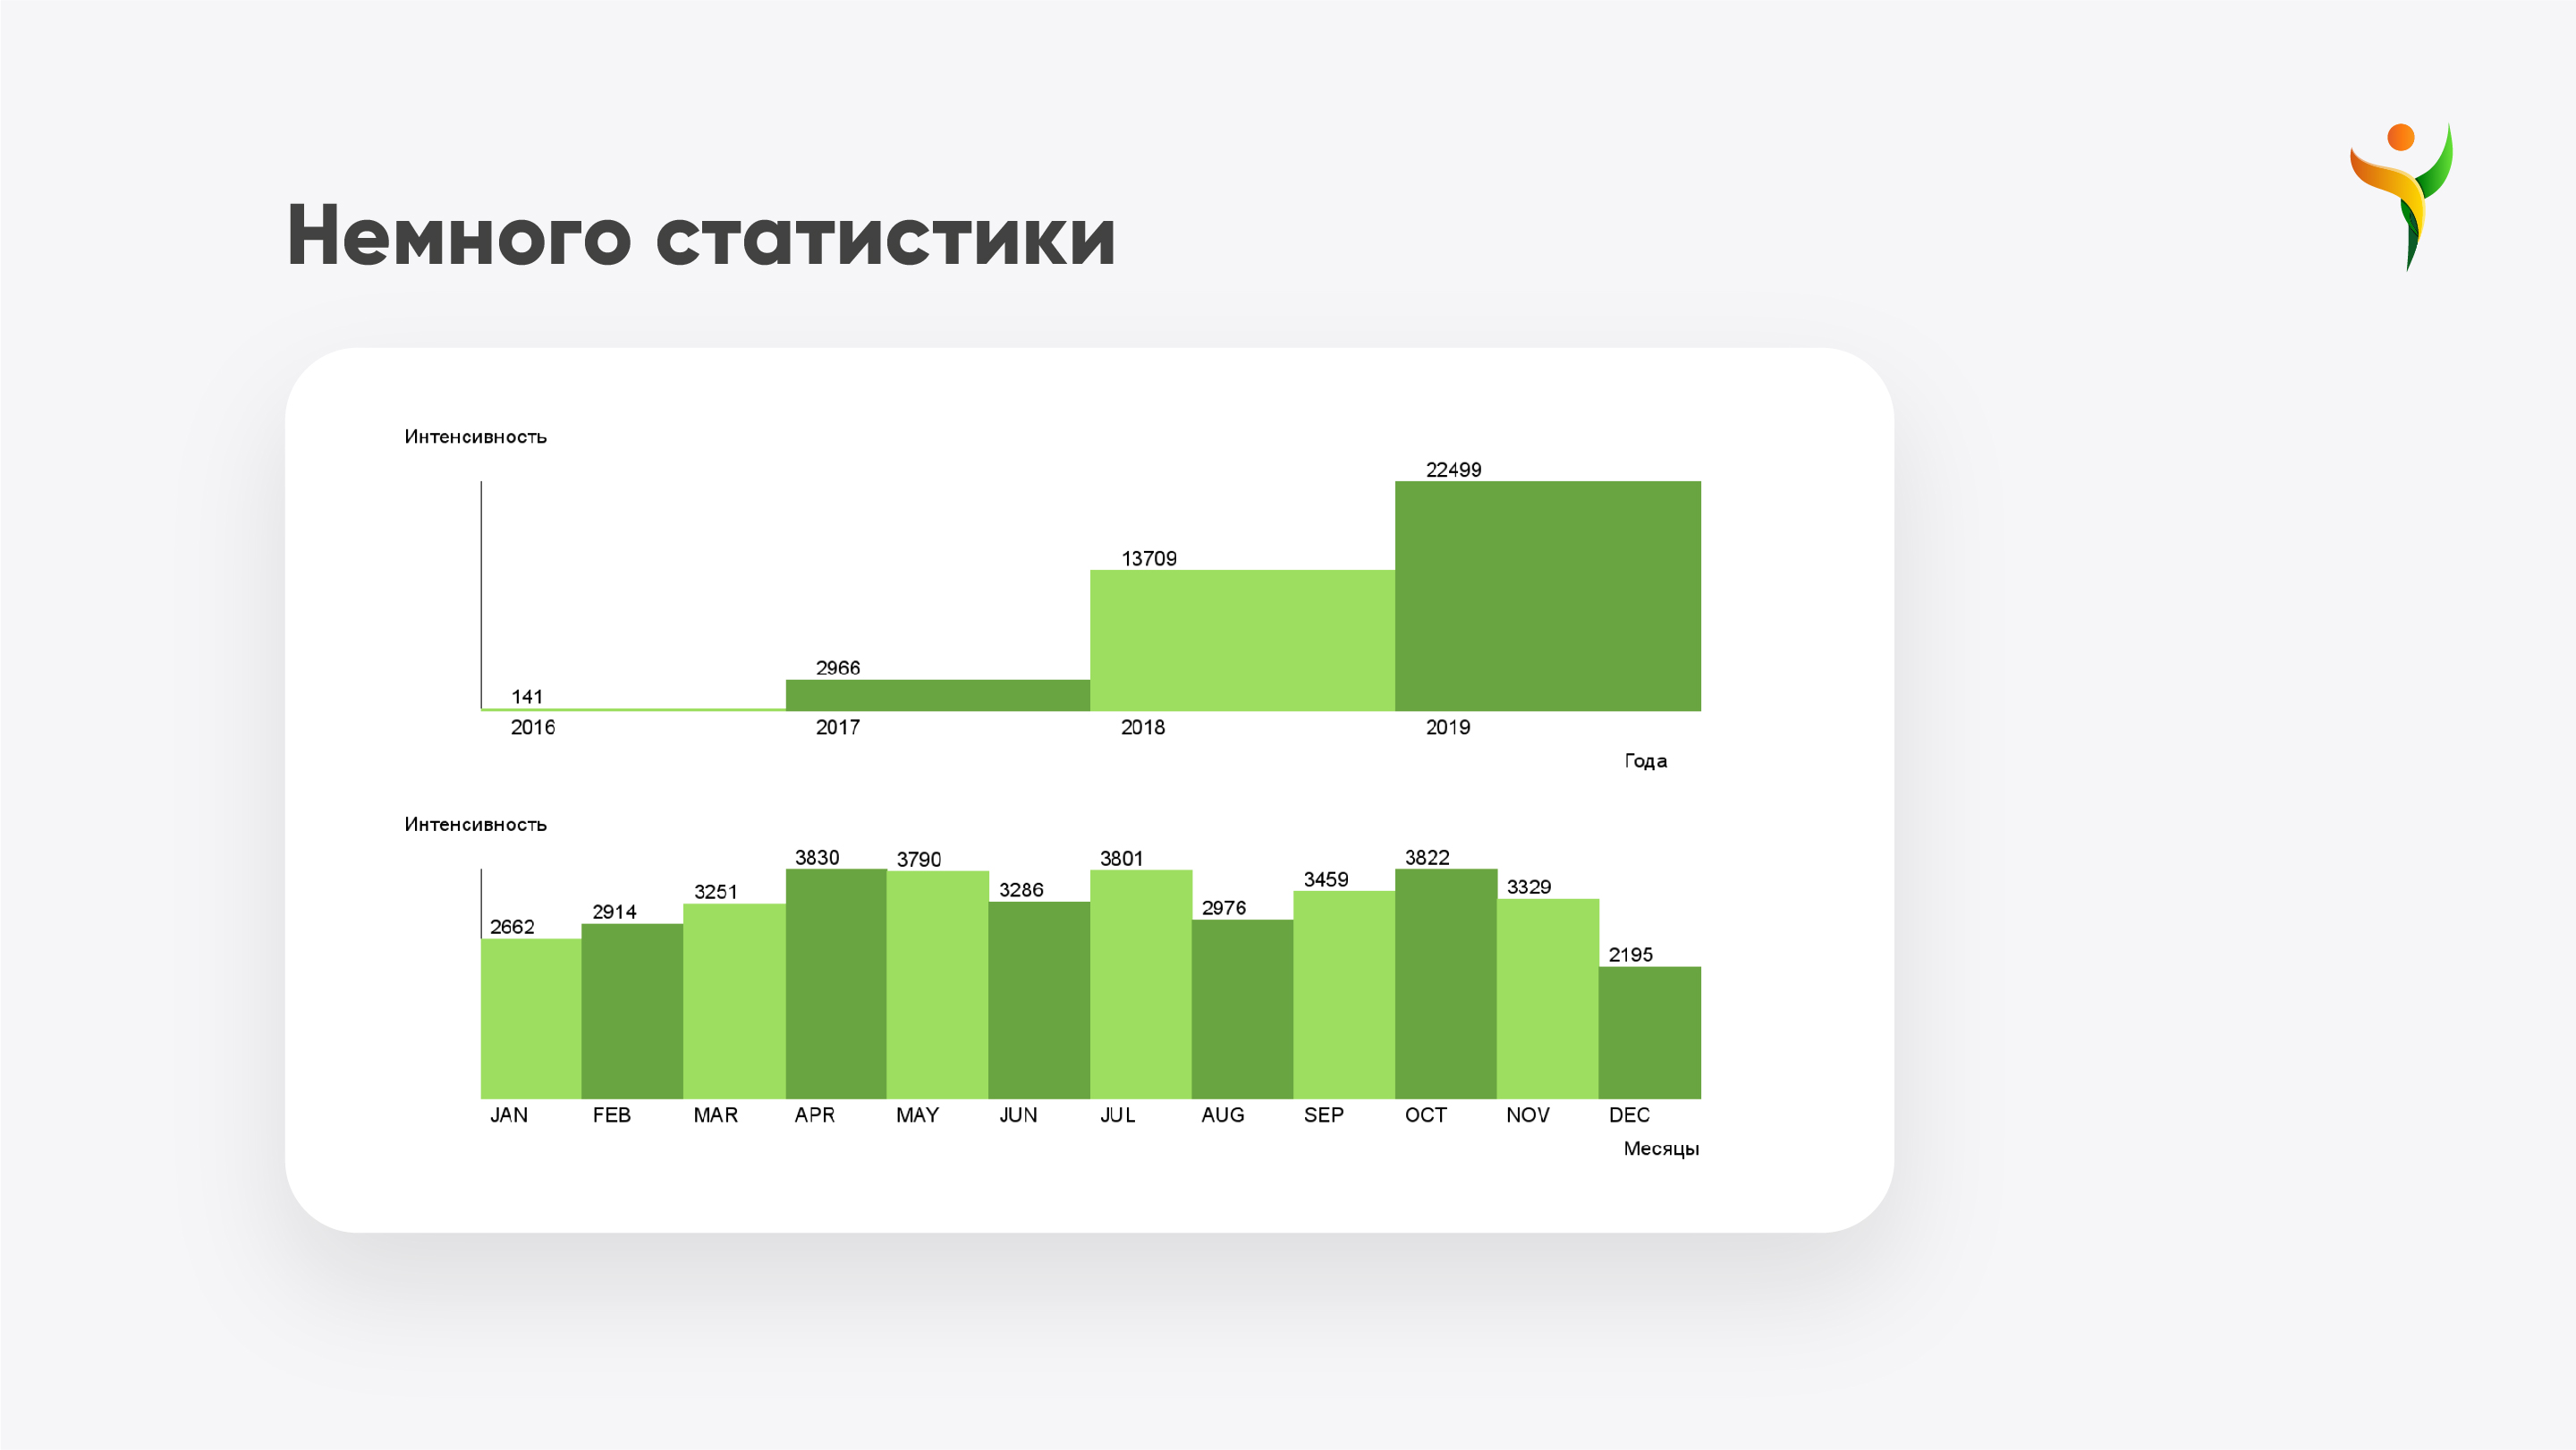 Немного статистики
Интенсивность
22499
13709
2966
141
2016 2017 2018 2019
Года
Интенсивность
2662 2914 3251 3830 3790 3286 3801 2976 3459 3822 3329 2195
JAN FEB MAR APR MAY JUN JUL AUG SEP OCT NOV DEC
Месяцы